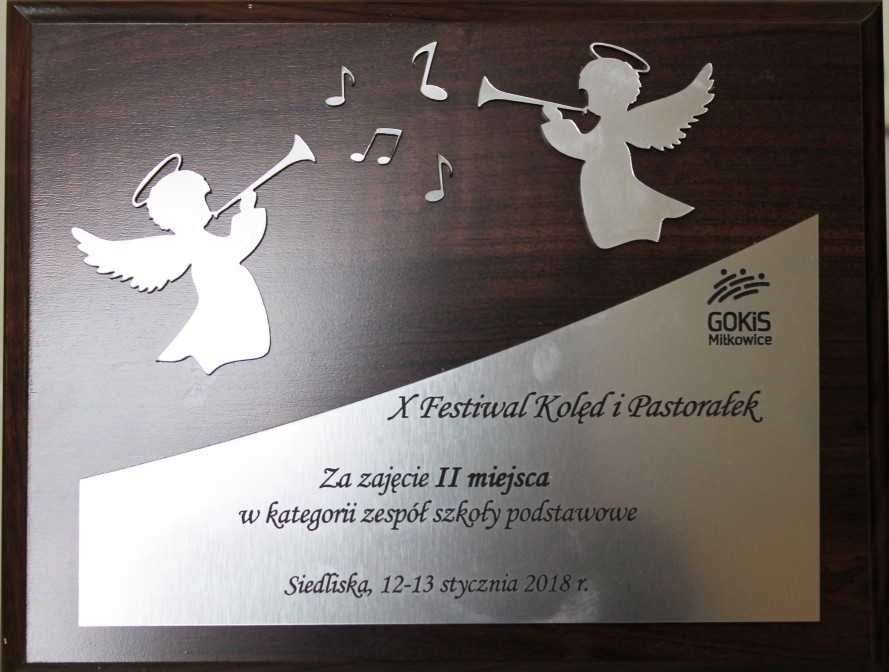 GOKiS
Miłkowice
X Festiwal Kolęd i Pastorałek
Za zajęcie II miejsca
w kategorii zespół szkoły podstawowe
Siedliska, 12-13 stycznia 2018 r.